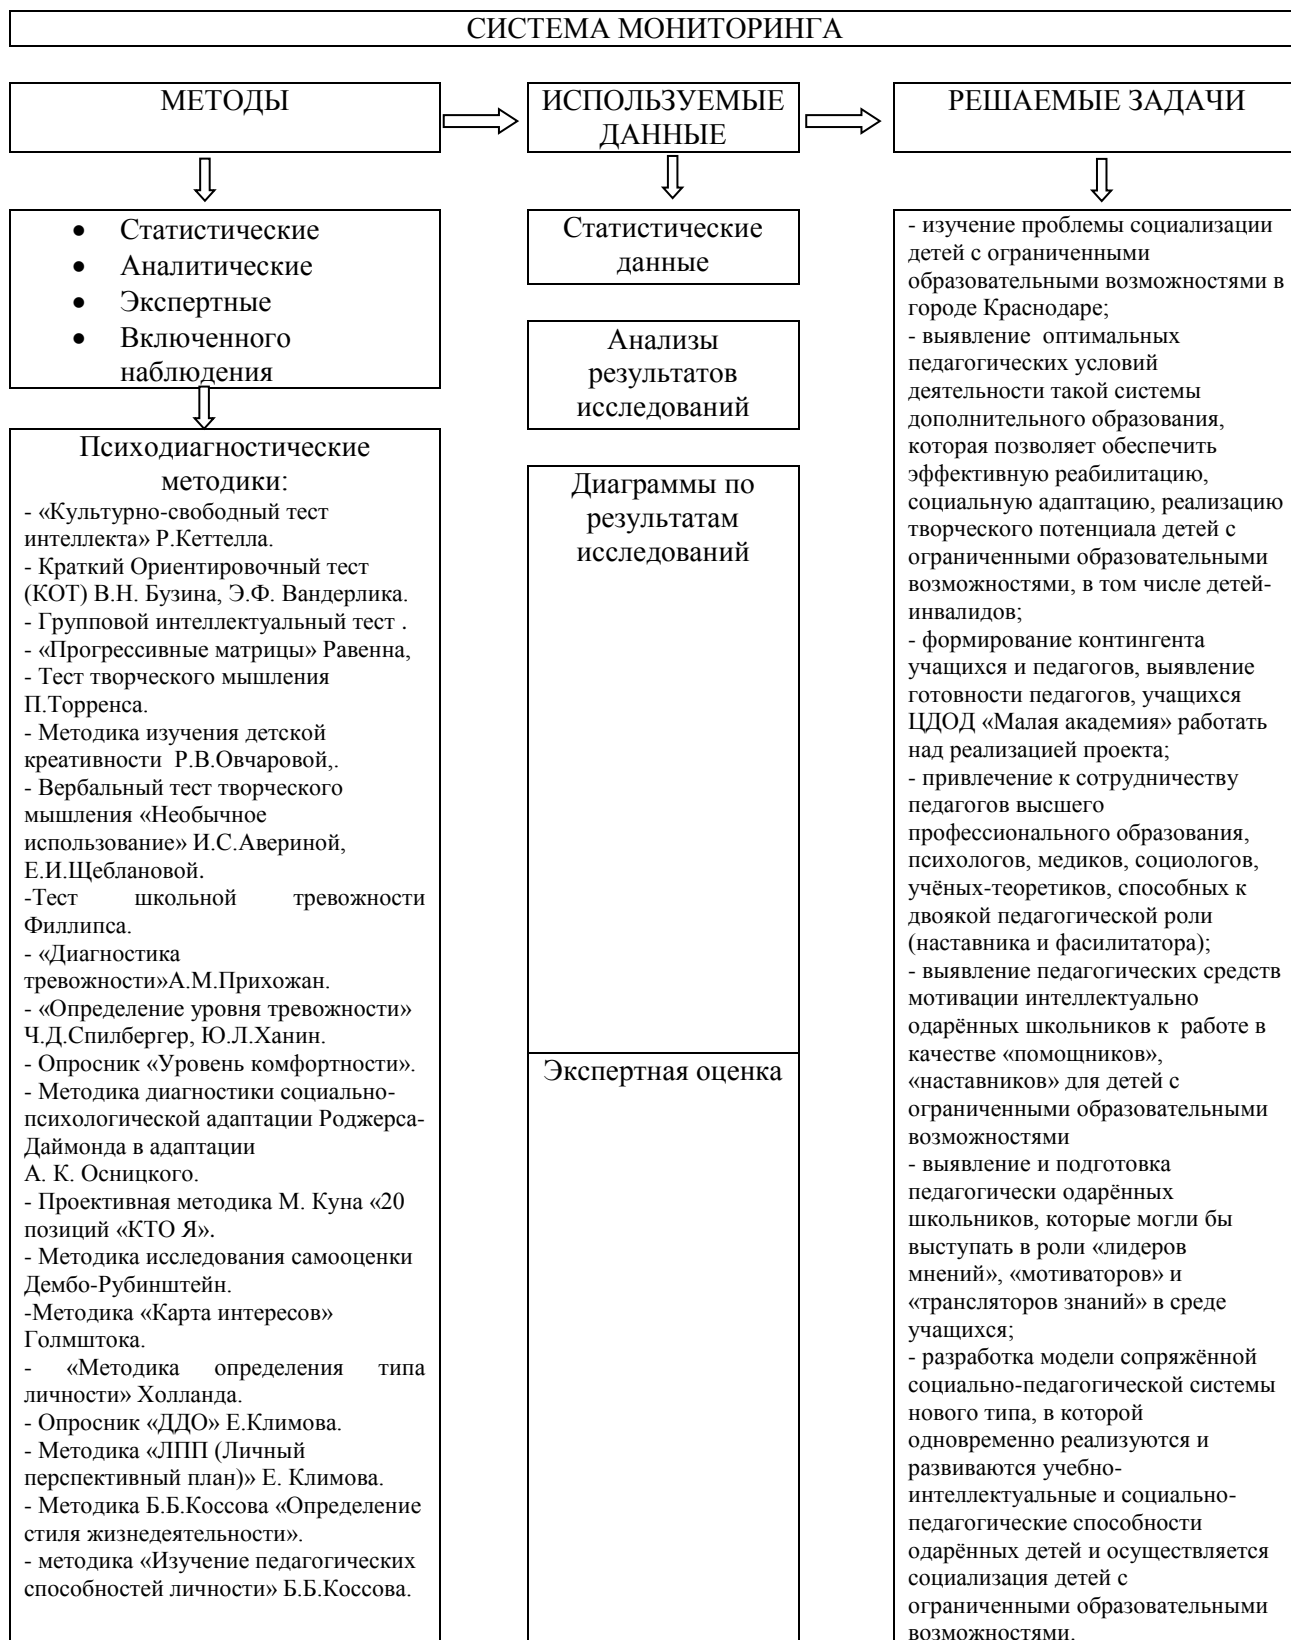 СИСТЕМА МОНИТОРИНГА
МЕТОДЫ
ИСПОЛЬЗУЕМЫЕ
ДАННЫЕ
РЕШАЕМЫЕ ЗАДАЧИ
• Статистические
• Аналитические
• Экспертные
• Включенного
наблюдения
Психодиагностические
методики:
- «Культурно-свободный тест
интеллекта» Р.Кеттелла.
- Краткий Ориентировочный тест
(КОТ) В.Н. Бузина, Э.Ф. Вандерлика.
- Групповой интеллектуальный тест .
- «Прогрессивные матрицы» Равенна,
- Тест творческого мышления
П.Торренса.
- Методика изучения детской
креативности Р.В.Овчаровой,.
- Вербальный тест творческого
мышления «Необычное
использование» И.С.Авериной,
Е.И.Щеблановой.
-Тест школьной тревожности
Филлипса.
- «Диагностика
тревожности»А.М.Прихожан.
- «Определение уровня тревожности»
Ч.Д.Спилбергер, Ю.Л.Ханин.
- Опросник «Уровень комфортности».
- Методика диагностики социально-
психологической адаптации Роджерса-
Даймонда в адаптации
А. К. Осницкого.
- Проективная методика М. Куна «20
позиций «КТО Я».
- Методика исследования самооценки
Дембо-Рубинштейн.
-Методика «Карта интересов»
Голмштока.
- «Методика определения типа
личности» Холланда.
- Опросник «ДДО» Е.Климова.
- Методика «ЛПП (Личный
перспективный план)» Е. Климова.
- Методика Б.Б.Коссова «Определение
стиля жизнедеятельности».
- методика «Изучение педагогических
способностей личности» Б.Б.Коссова.
Статистические
данные
Анализы
результатов
исследований
Диаграммы по
результатам
исследований
Экспертная оценка
- изучение проблемы социализации
детей с ограниченными
образовательными возможностями в
городе Краснодаре;
- выявление оптимальных
педагогических условий
деятельности такой системы
дополнительного образования,
которая позволяет обеспечить
эффективную реабилитацию,
социальную адаптацию, реализацию
творческого потенциала детей с
ограниченными образовательными
возможностями, в том числе детей-
инвалидов;
- формирование контингента
учащихся и педагогов, выявление
готовности педагогов, учащихся
ЦДОД «Малая академия» работать
над реализацией проекта;
- привлечение к сотрудничеству
педагогов высшего
профессионального образования,
психологов, медиков, социологов,
учёных-теоретиков, способных к
двоякой педагогической роли
(наставника и фасилитатора);
- выявление педагогических средств
мотивации интеллектуально
одарённых школьников к работе в
качестве «помощников»,
«наставников» для детей с
ограниченными образовательными
возможностями
- выявление и подготовка
педагогически одарённых
школьников, которые могли бы
выступать в роли «лидеров
мнений», «мотиваторов» и
«трансляторов знаний» в среде
учащихся;
- разработка модели сопряжённой
социально-педагогической системы
нового типа, в которой
одновременно реализуются и
развиваются учебно-
интеллектуальные и социально-
педагогические способности
одарённых детей и осуществляется
социализация детей с
ограниченными образовательными
возможностями.